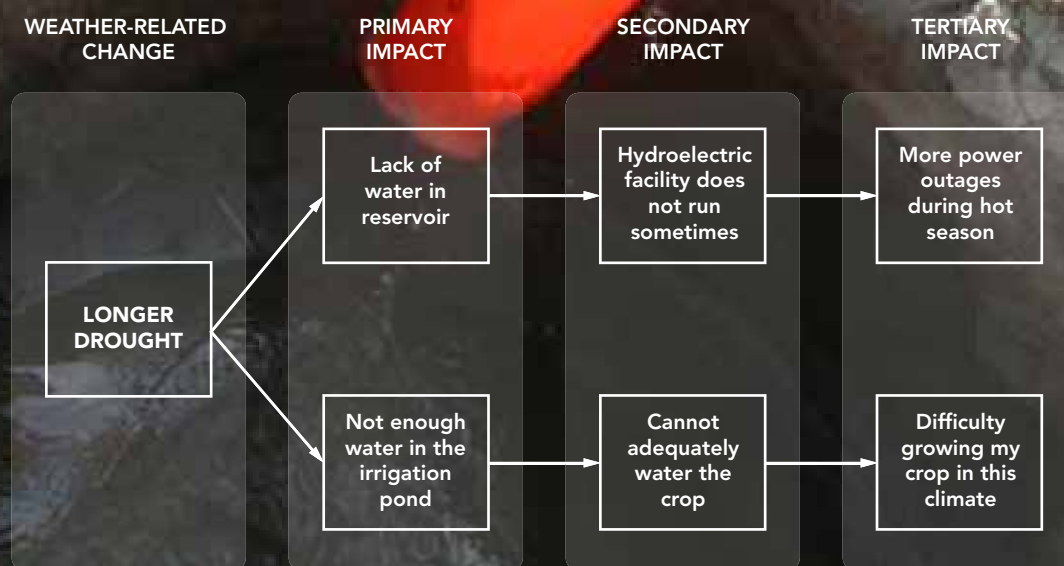 WEATHER-RELATED
CHANGE
PRIMARY
IMPACT
SECONDARY
IMPACT
TERTIARY
IMPACT
LONGER
DROUGHT
Lack of
water in
reservoir
Hydroelectric
facility does
not run
sometimes
More power
outages
during hot
season
Not enough
water in the
irrigation
pond
Cannot
adequately
water the
crop
Difficulty
growing my
crop in this
climate